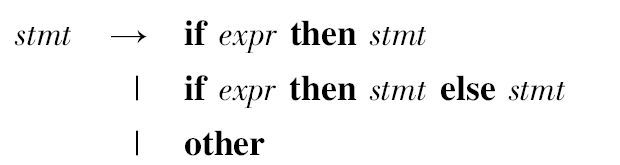 stmt → if expr then stmt
| if expr then stmt else stmt
| other